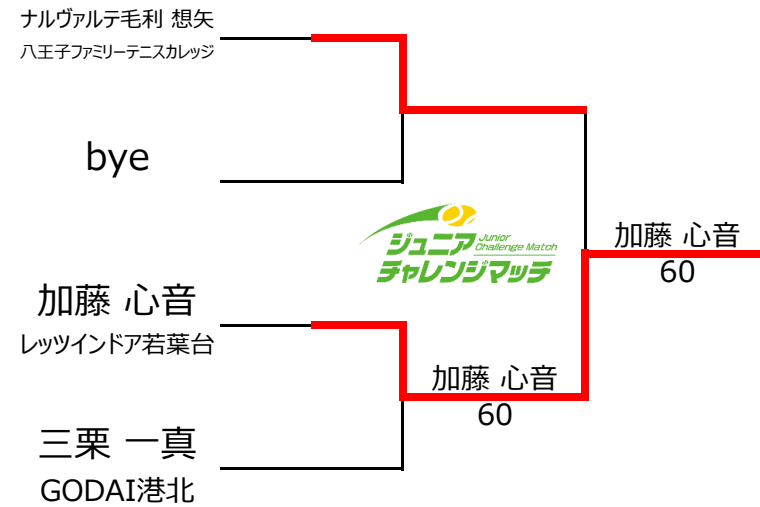 ナルヴァルテ毛利 想矢
八王子ファミリーテニスカレッジ
bye
ジュニア Junior Challenge Match
チャレンジマッチ
加藤 心音
60
加藤 心音
レッツインドア若葉台
加藤 心音
60
三栗 一真
GODAI港北